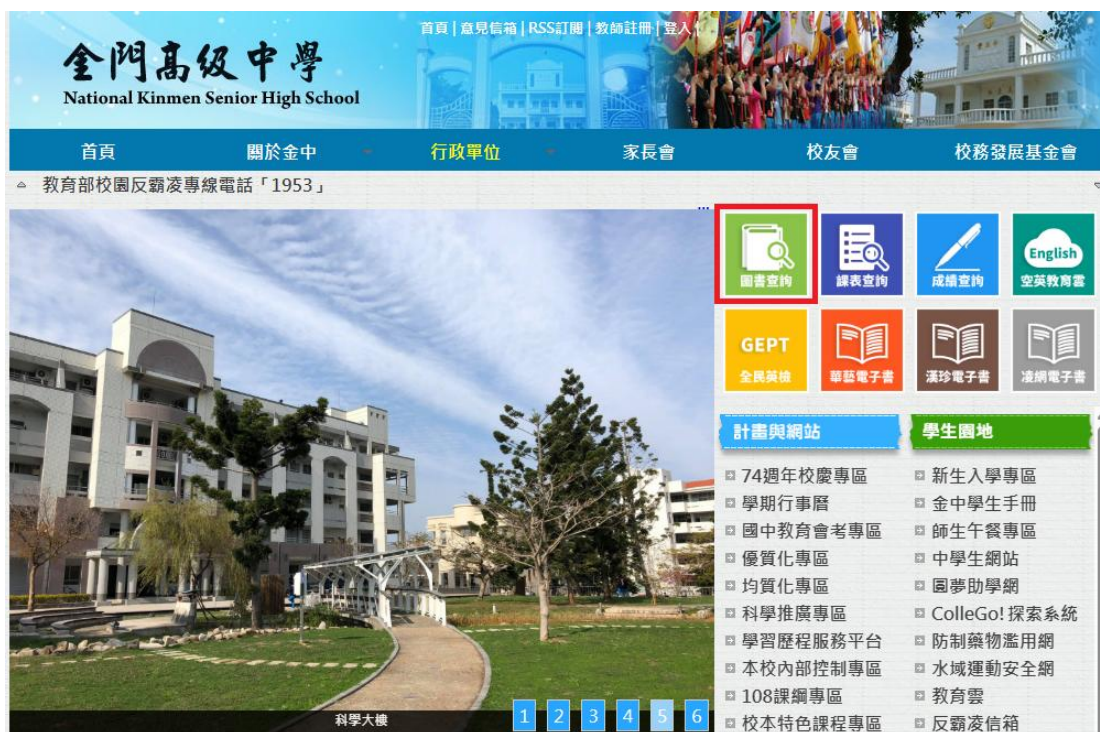 首頁 | 意見信箱 | RSS訂閱 | 教師註冊 | 登入 |
金門高級中學
National Kinmen Senior High School
首頁 關於金中 行政單位 家長會 校友會 校務發展基金會
教育部校園反霸凌專線電話「1953」
...
圖書查詢 課表查詢 成績查詢 English 空英教育雲
GEPT 全民英檢 華藝電子書 漢珍電子書 凌網電子書
計畫與網站
74週年校慶專區
學期行事曆
國中教育會考專區
優質化專區
均質化專區
科學推廣專區
學習歷程服務平台
本校內部控制專區
108課綱專區
校本特色課程專區
學生園地
新生入學專區
金中學生手冊
師生午餐專區
中學生網站
圓夢助學網
ColleGo! 探索系統
防制藥物濫用網
水域運動安全網
教育雲
反霸凌信箱
科學大樓
1 2 3 4 5 6